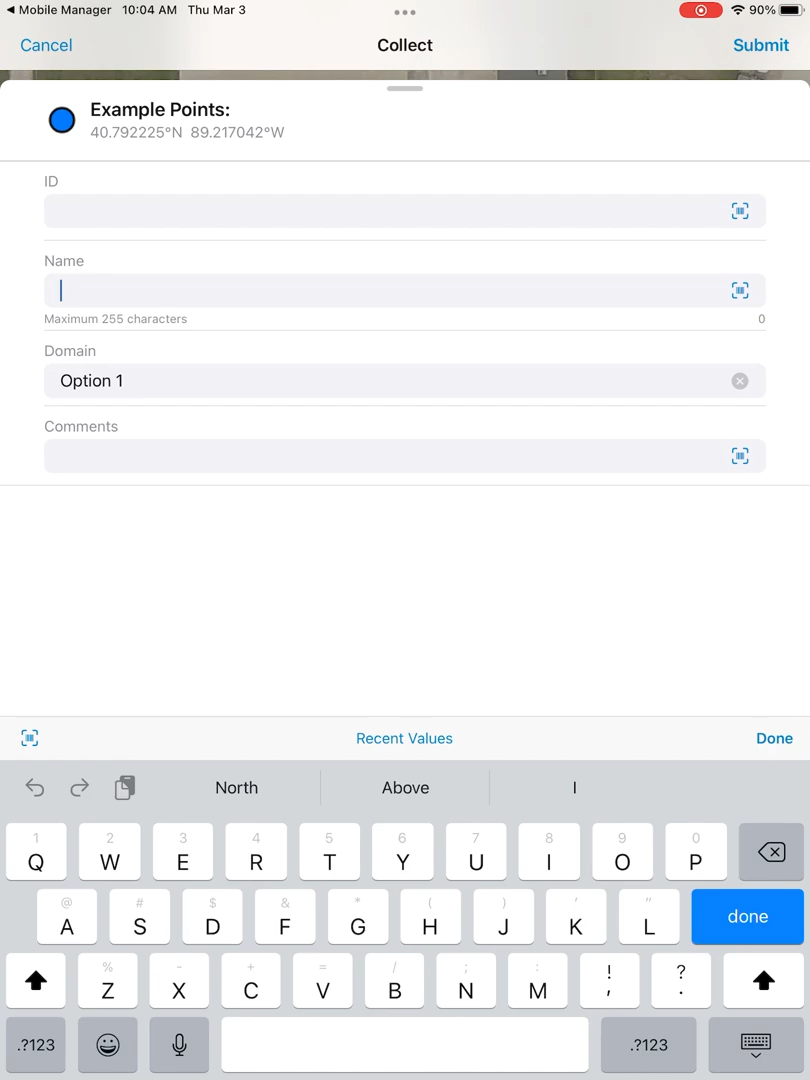 ◀ Mobile Manager 10:04 AM Thu Mar 3 90%
Cancel Collect Submit
Example Points:
40.792225°N 89.217042°W
ID
Name
Maximum 255 characters 0
Domain
Option 1
Comments
Recent Values Done
North Above I
1 2 3 4 5 6 7 8 9 0
Q W E R T Y U I O P
@ # $ & * ( ) ' "
A S D F G H J K L done
% - + = / ; : ! ?
Z X C V B N M , .
.?123 .?123